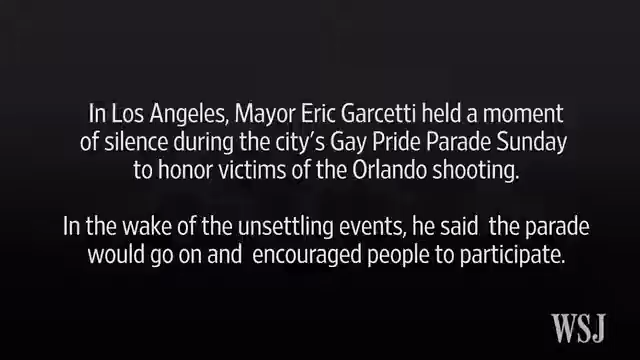 In Los Angeles, Mayor Eric Garcetti held a moment
of silence during the city's Gay Pride Parade Sunday
to honor victims of the Orlando shooting.
In the wake of the unsettling events, he said the parade
would go on and encouraged people to participate.
WSJ